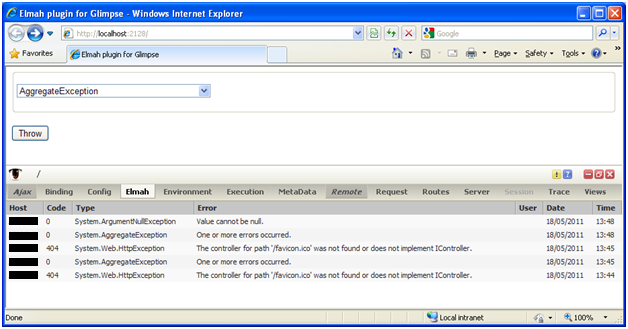 Elmah plugin for Glimpse - Windows Internet Explorer
http://localhost:2128/
Google
Favorites
Elmah plugin for Glimpse
Page Safety Tools
AggregateException
Throw
/
Ajax Binding Config Elmah Environment Execution MetaData Remote Request Routes Server Session Trace Views
Host Code Type Error User Date Time
0 System.ArgumentNullException Value cannot be null. 18/05/2011 13:48
0 System.AggregateException One or more errors occurred. 18/05/2011 13:48
404 System.Web.HttpException The controller for path '/favicon.ico' was not found or does not implement IController. 18/05/2011 13:45
0 System.AggregateException One or more errors occurred. 18/05/2011 13:45
404 System.Web.HttpException The controller for path '/favicon.ico' was not found or does not implement IController. 18/05/2011 13:44
Done Local intranet 100%